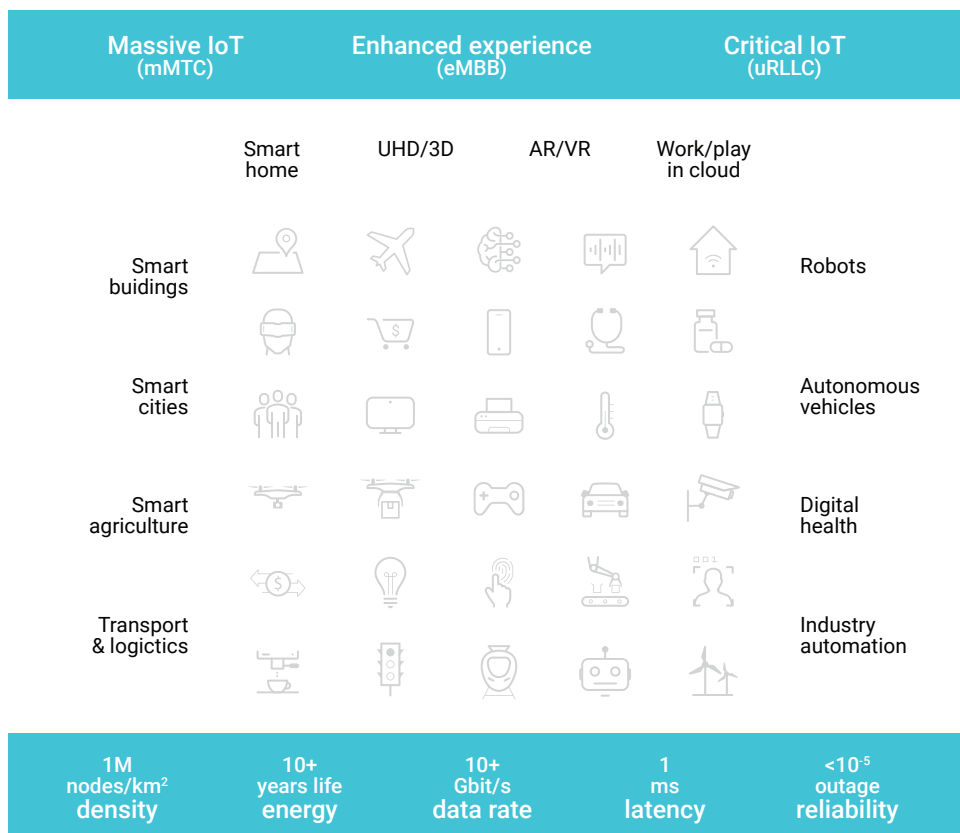 Massive IoT
(mMTC)
Enhanced experience
(eMBB)
Critical IoT
(uRLLC)
Smart
home
UHD/3D
AR/VR
Work/play
in cloud
Smart
buidings
Smart
cities
Smart
agriculture
Transport
& logictics
Robots
Autonomous
vehicles
Digital
health
Industry
automation
$
$
001
1M
nodes/km²
density
10+
years life
energy
10+
Gbit/s
data rate
1
ms
latency
<10⁻⁵
outage
reliability